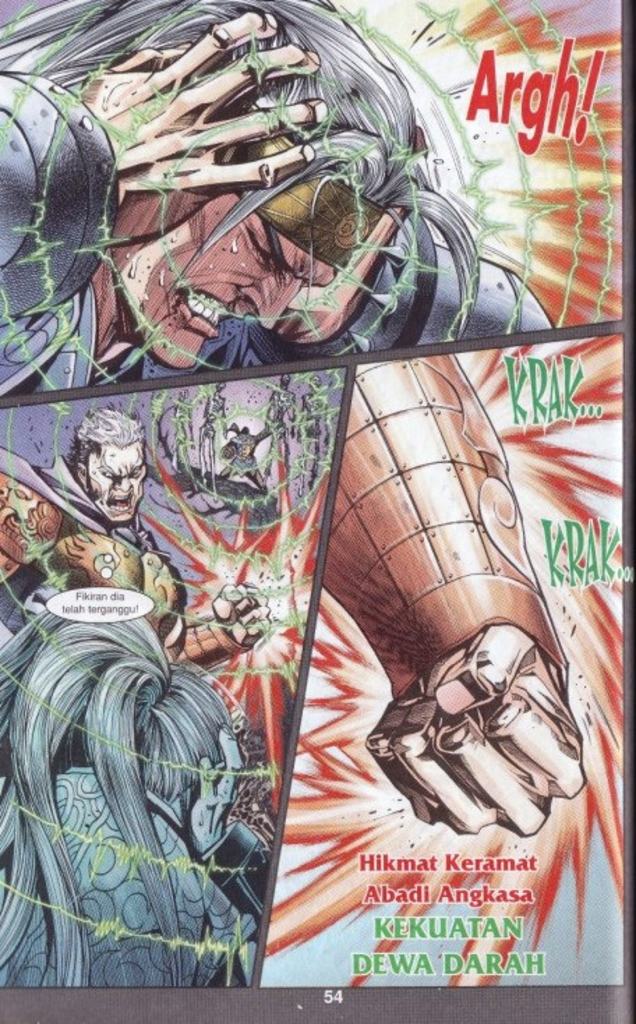 Argh!
KRAK...
KRAK...
Fikiran dia
telah terganggu!
Hikmat Keramat
Abadi Angkasa
KEKUATAN
DEWA DARAH
54